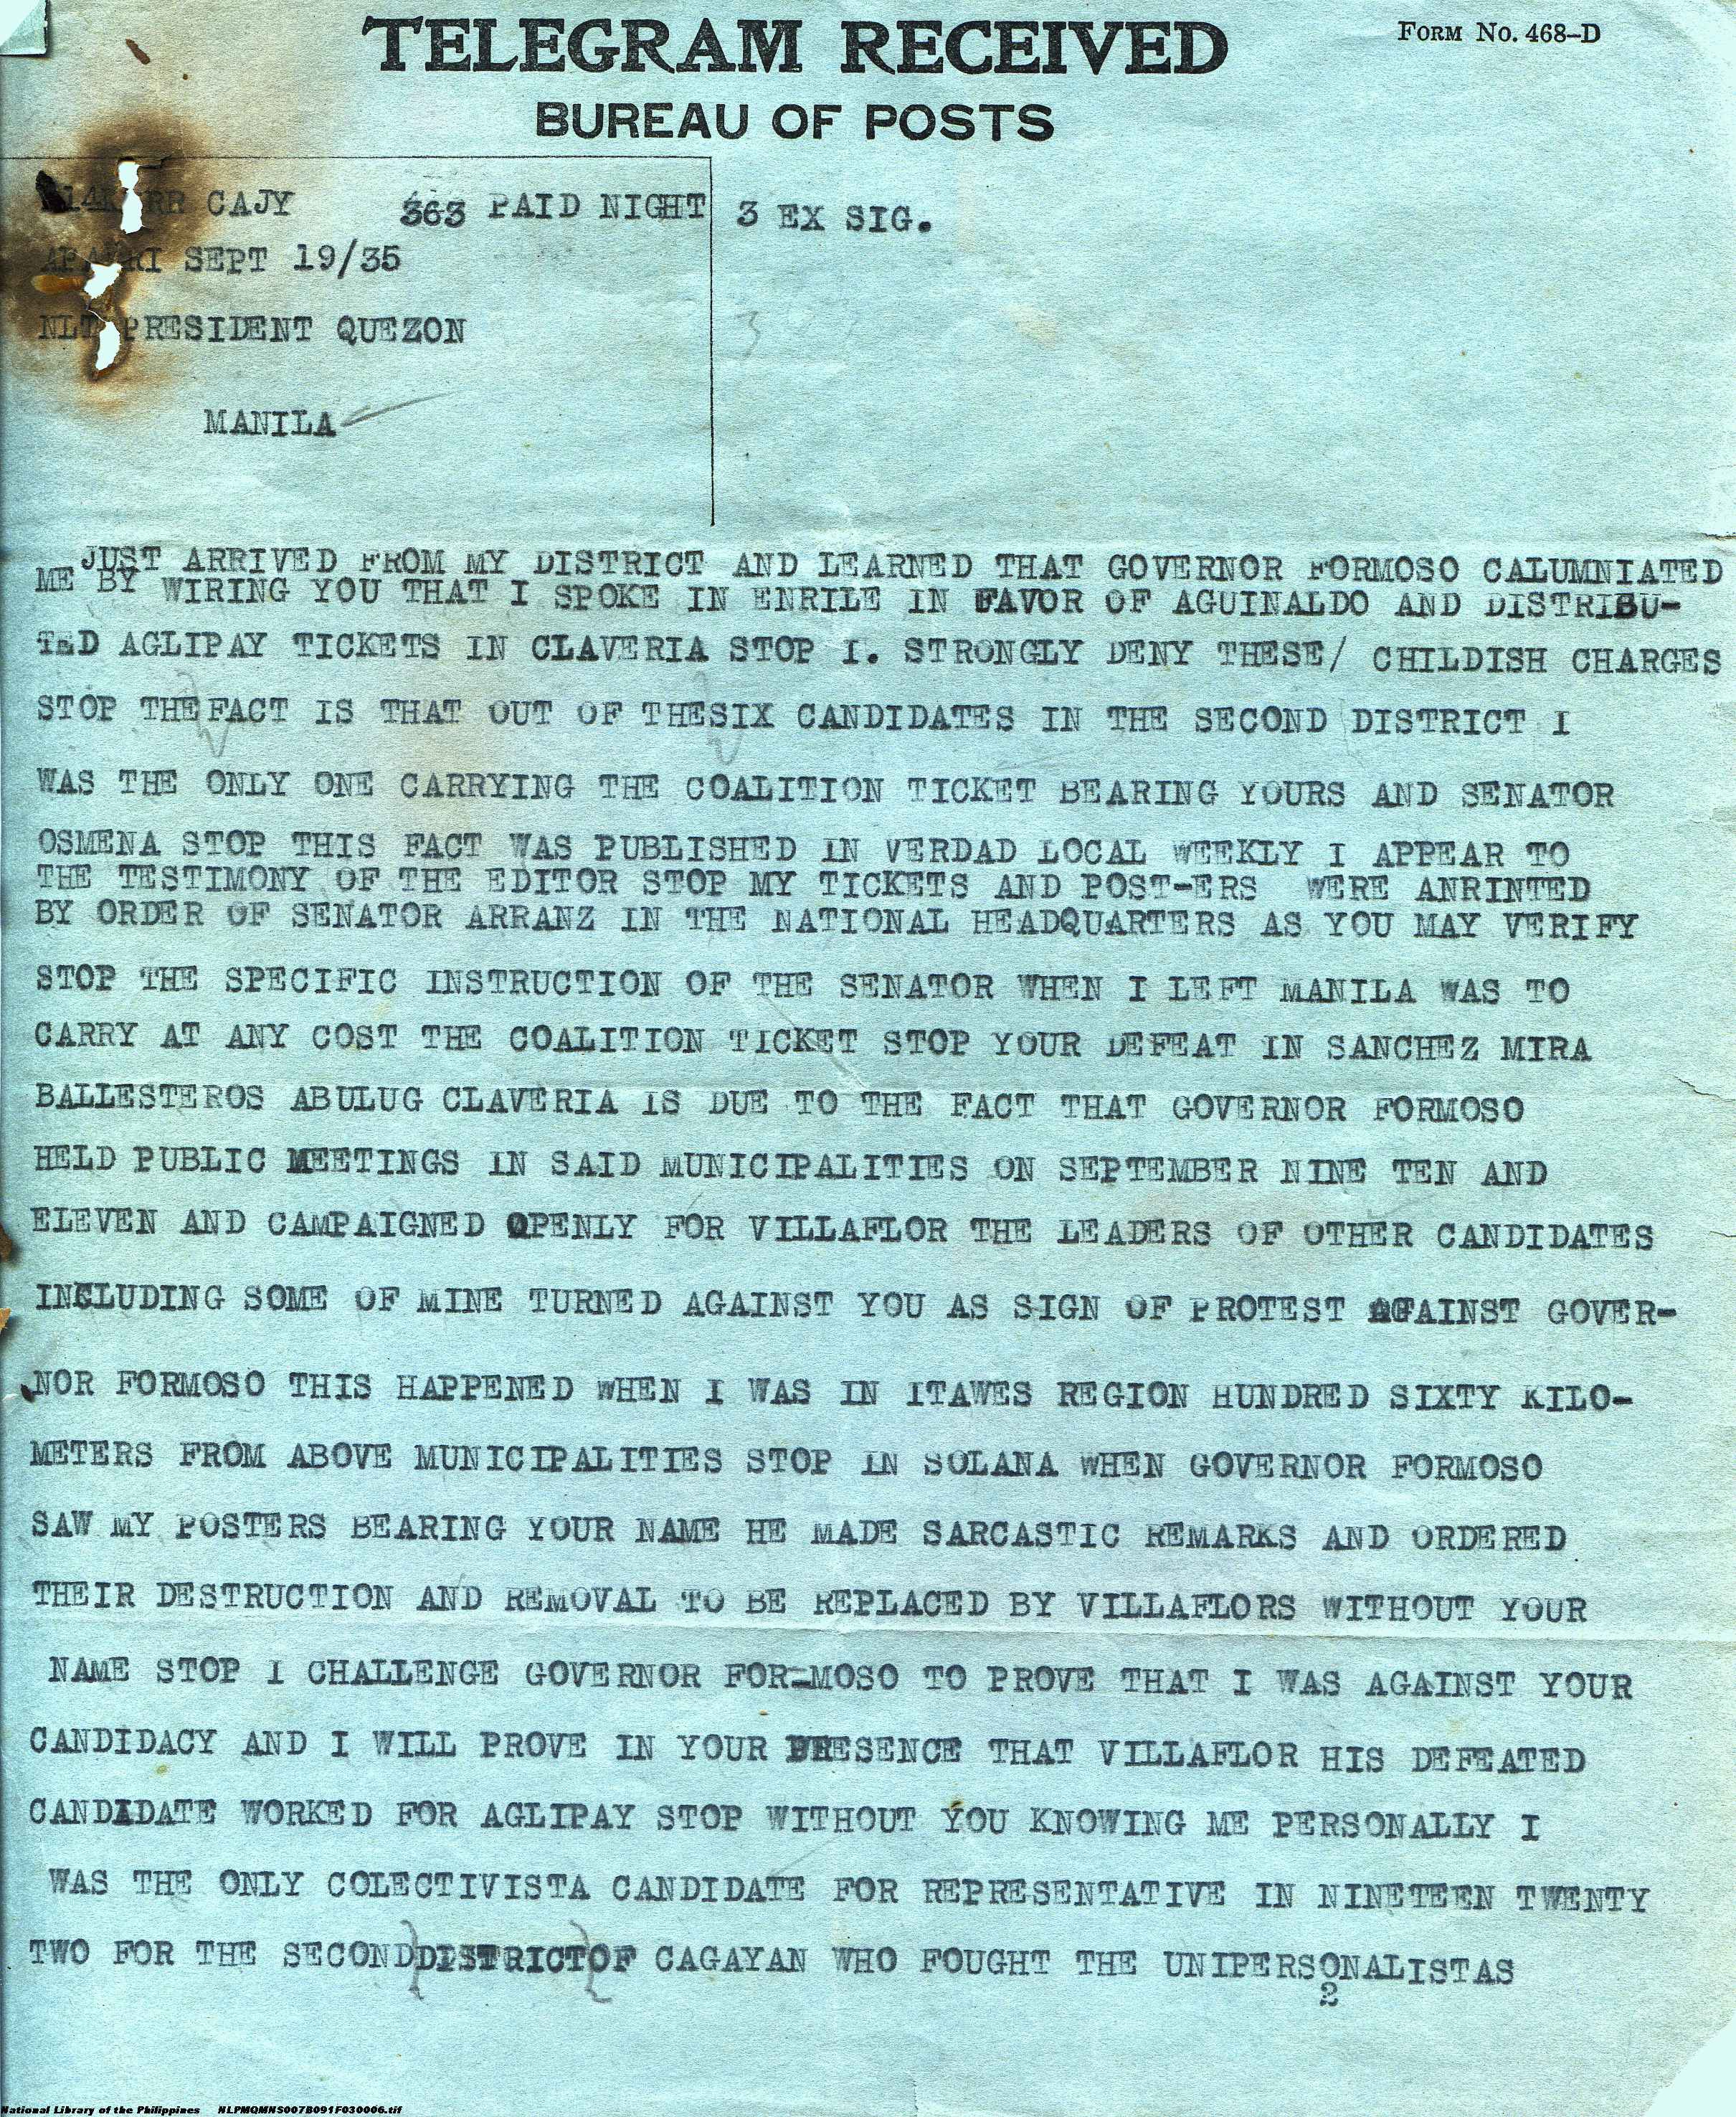 FORM NO. 468-D
TELEGRAM RECEIVED
BUREAU OF POSTS
CAJY 363 PAID NIGHT 3 EX SIG.
SEPT 19/35
NLT PRESIDENT QUEZON
3
MANILA
JUST ARRIVED FROM MY DISTRICT AND LEARNED THAT GOVERNOR FORMOSO CALUMNIATED
ME BY WIRING YOU THAT I SPOKE IN ENRILE IN FAVOR OF AGUINALDO AND DISTRIBU-
TED AGLIPAY TICKETS IN CLAVERIA STOP I. STRONGLY DENY THESE/ CHILDISH CHARGES
STOP THEFACT IS THAT OUT OF THESIX CANDIDATES IN THE SECOND DISTRICT I
WAS THE ONLY ONE CARRYING THE COALITION TICKET BEARING YOURS AND SENATOR
OSMENA STOP THIS FACT WAS PUBLISHED IN VERDAD LOCAL WEEKLY I APPEAR TO
THE TESTIMONY OF THE EDITOR STOP MY TICKETS AND POST-ERS WERE ANRINTED
BY ORDER OF SENATOR ARRANZ IN THE NATIONAL HEADQUARTERS AS YOU MAY VERIFY
STOP THE SPECIFIC INSTRUCTION OF THE SENATOR WHEN I LEFT MANILA WAS TO
CARRY AT ANY COST THE COALITION TICKET STOP YOUR DEFEAT IN SANCHEZ MIRA
BALLESTEROS ABULUG CLAVERIA IS DUE TO THE FACT THAT GOVERNOR FORMOSO
HELD PUBLIC MEETINGS IN SAID MUNICIPALITIES ON SEPTEMBER NINE TEN AND
ELEVEN AND CAMPAIGNED OPENLY FOR VILLAFLOR THE LEADERS OF OTHER CANDIDATES
INCLUDING SOME OF MINE TURNED AGAINST YOU AS SIGN OF PROTEST AGAINST GOVER-
NOR FORMOSO THIS HAPPENED WHEN I WAS IN ITAWES REGION HUNDRED SIXTY KILO-
METERS FROM ABOVE MUNICIPALITIES STOP IN SOLANA WHEN GOVERNOR FORMOSO
SAW MY POSTERS BEARING YOUR NAME HE MADE SARCASTIC REMARKS AND ORDERED
THEIR DESTRUCTION AND REMOVAL TO BE REPLACED BY VILLAFLORS WITHOUT YOUR
NAME STOP I CHALLENGE GOVERNOR FOR-MOSO TO PROVE THAT I WAS AGAINST YOUR
CANDIDACY AND I WILL PROVE IN YOUR PRESENCE THAT VILLAFLOR HIS DEFEATED
CANDIDATE WORKED FOR AGLIPAY STOP WITHOUT YOU KNOWING ME PERSONALLY I
WAS THE ONLY COLECTIVISTA CANDIDATE FOR REPRESENTATIVE IN NINETEEN TWENTY
TWO FOR THE SECONDDISTRICTOF CAGAYAN WHO FOUGHT THE UNIPERSONALISTAS
2
National Library of the Philippines NLPMQMNS007B091F030006.tif